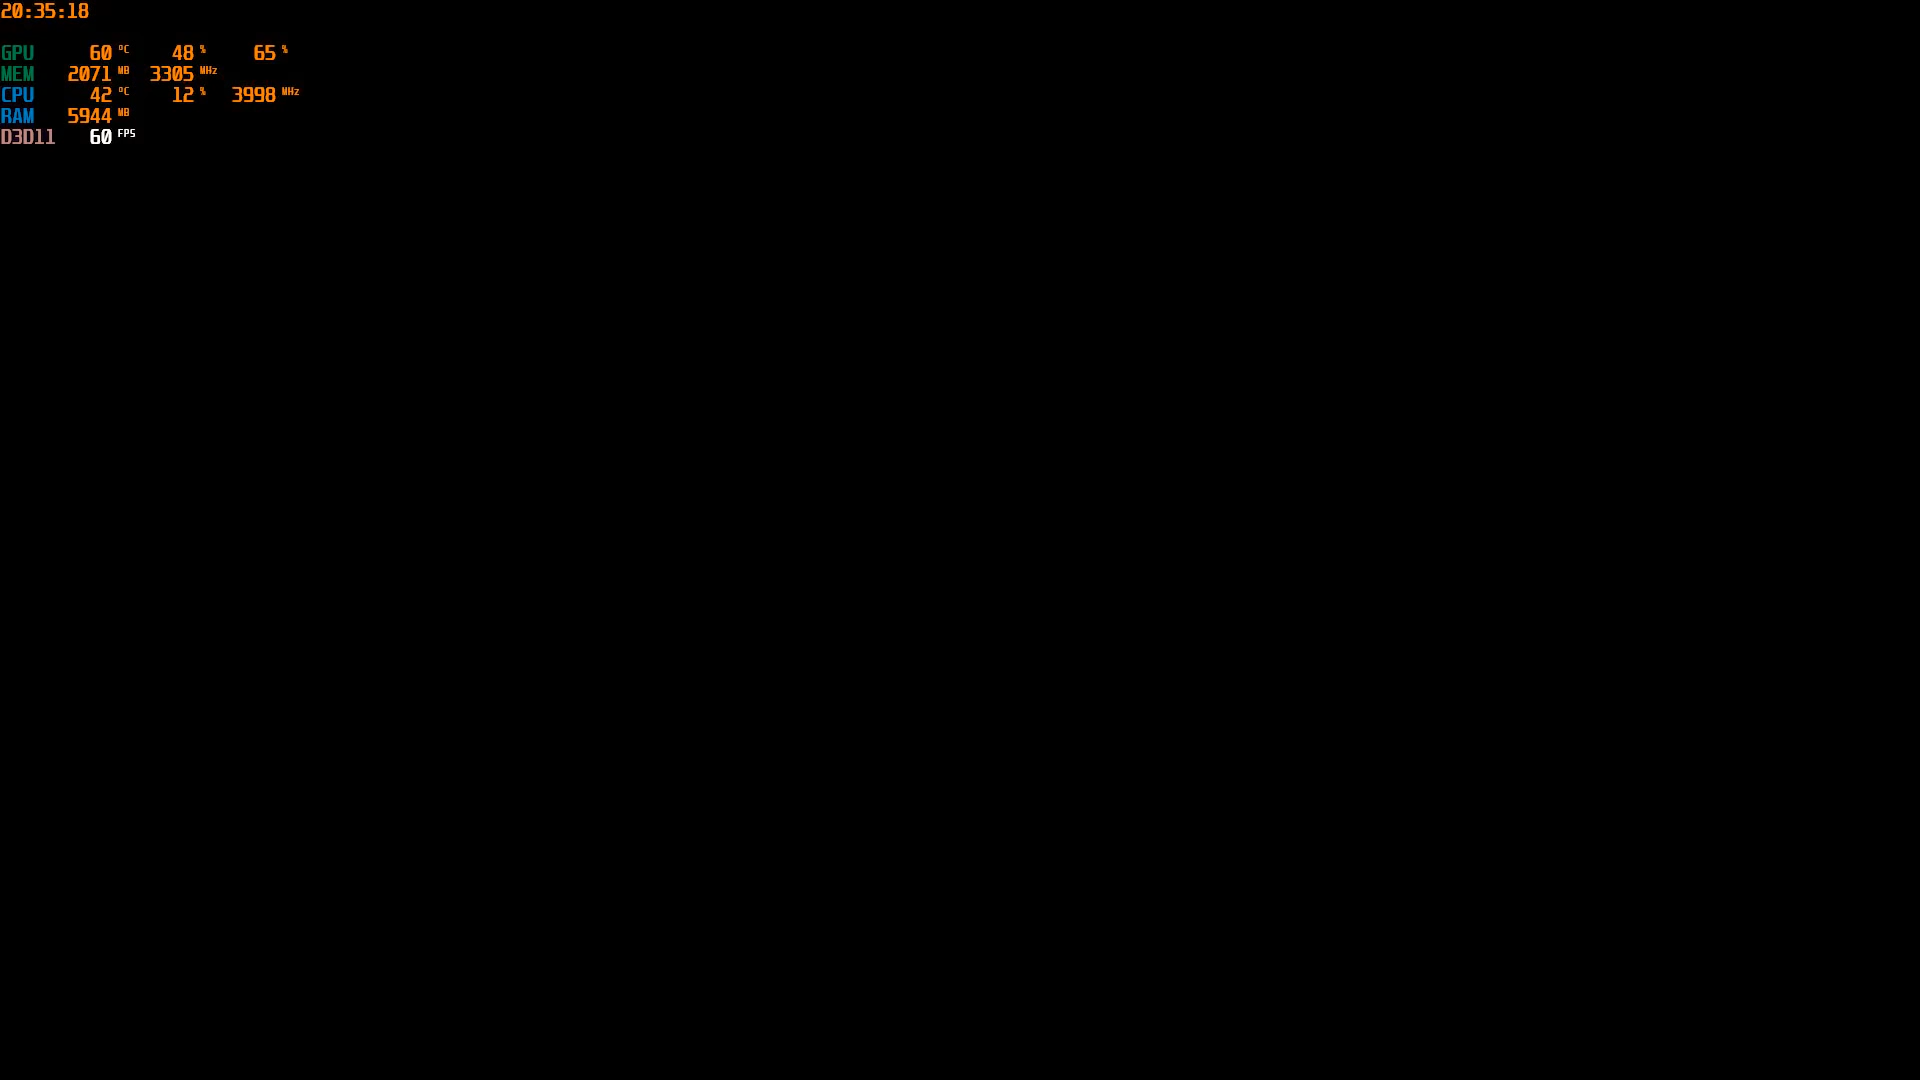 20:35:18
GPU 60 °C 48 % 65 %
MEM 2071 MB 3305 MHz
CPU 42 °C 12 % 3998 MHz
RAM 5944 MB
D3D11 60 FPS